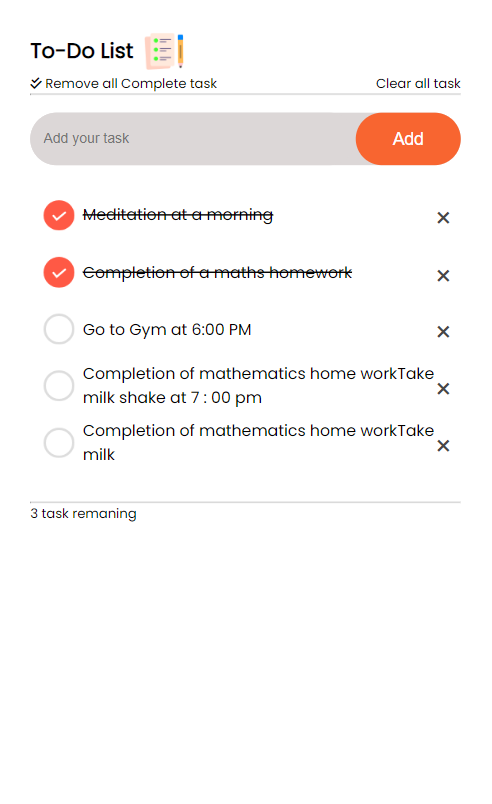 To-Do List
Remove all Complete task
Clear all task
Add your task
Add
Meditation at a morning
Completion of a maths homework
Go to Gym at 6:00 PM
Completion of mathematics home workTake
milk shake at 7 : 00 pm
Completion of mathematics home workTake
milk
3 task remaning